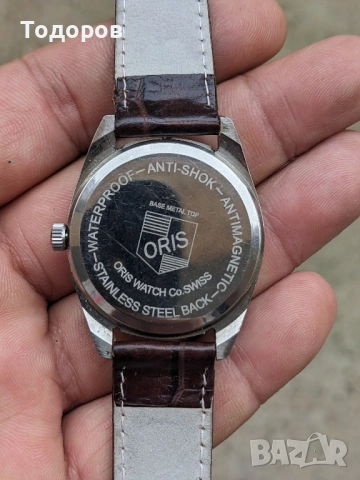 Тодоров
WATERPROOF–ANTI-SHOK–ANTIMAGNETIC–STAINLESS STEEL BACK–
BASE METAL TOP
ORIS
ORIS WATCH Co.SWISS
BAZAR